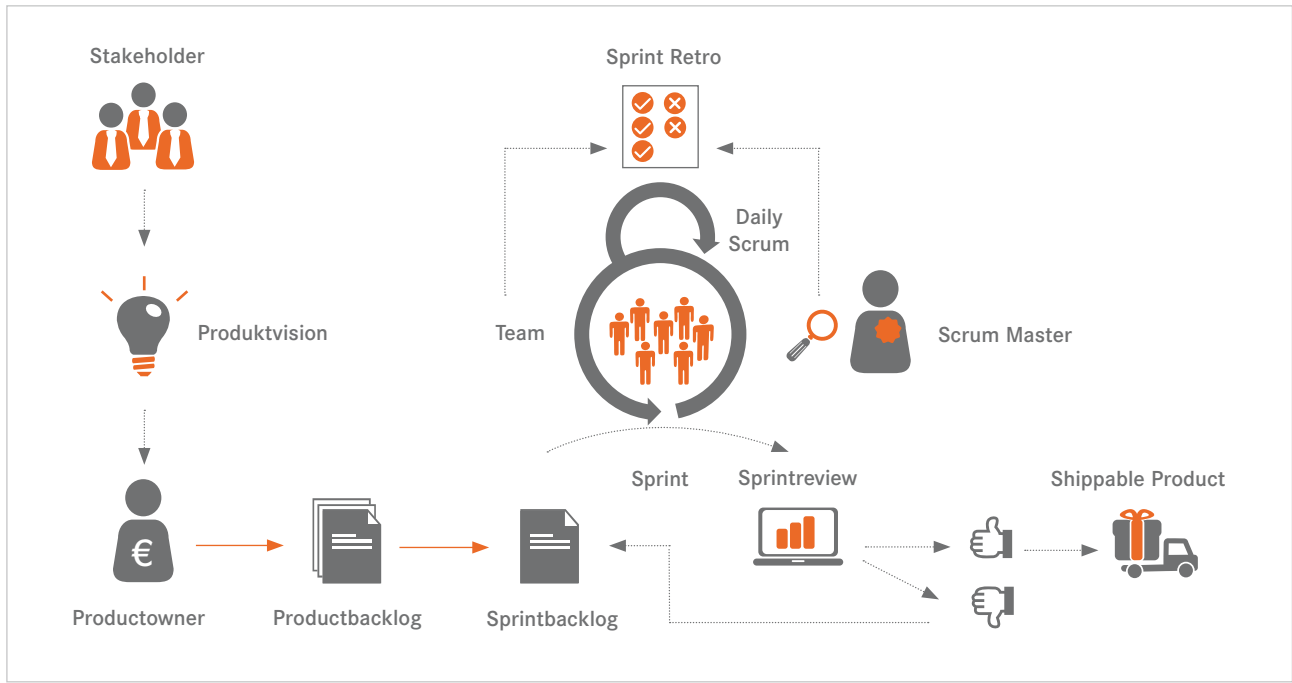 Stakeholder
Sprint Retro
Daily
Scrum
Produktvision
Team
Scrum Master
Sprint
Sprintreview
Shippable Product
€
Productowner
Productbacklog
Sprintbacklog